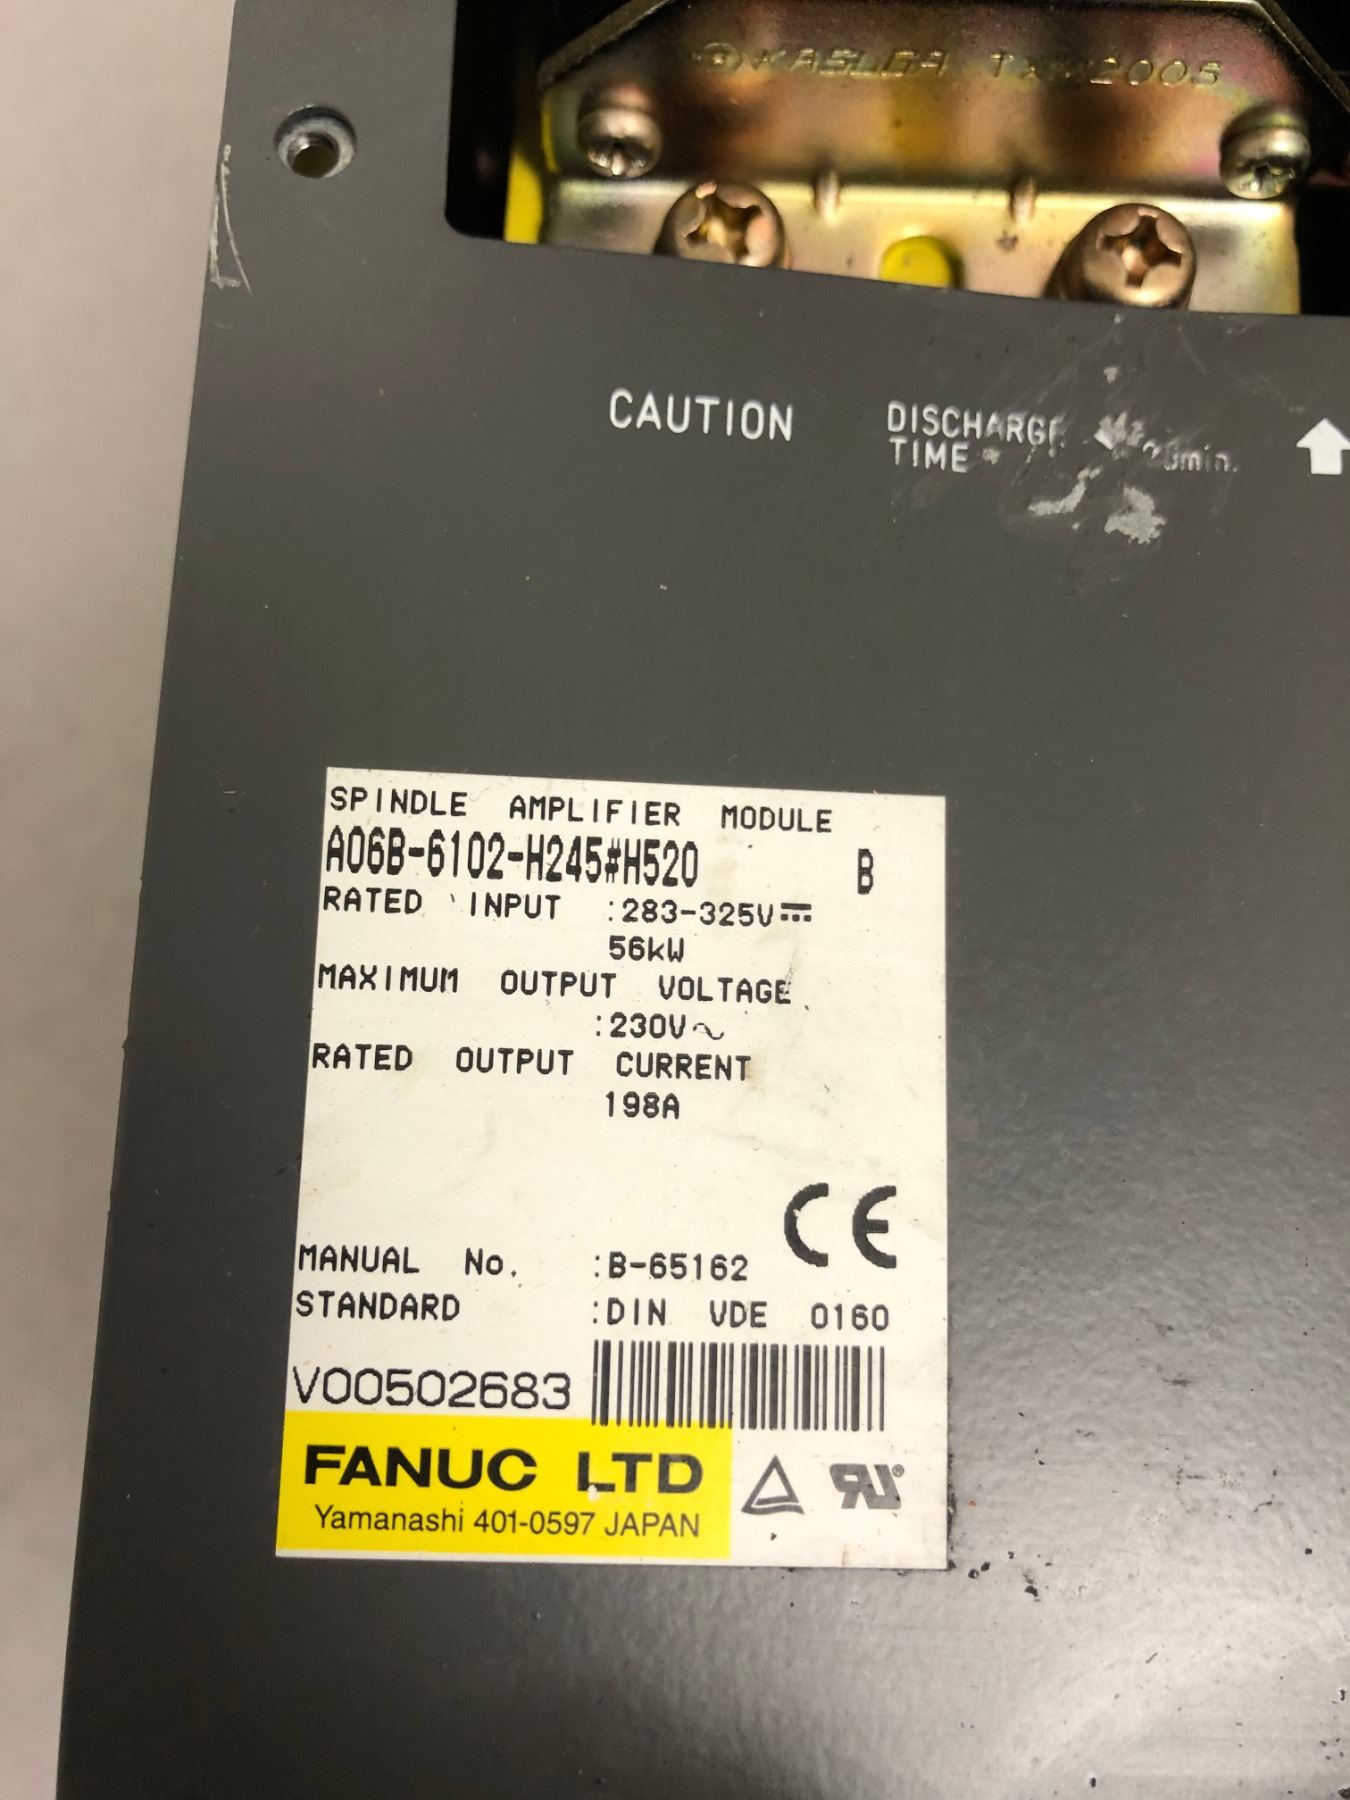 CAUTION
DISCHARGE
TIME
min.
SPINDLE AMPLIFIER MODULE
A06B-6102-H245#H520 B
RATED INPUT :283-325V⎓
56kW
MAXIMUM OUTPUT VOLTAGE
:230V~
RATED OUTPUT CURRENT
198A
CE
MANUAL No. :B-65162
STANDARD :DIN VDE 0160
V00502683
FANUC LTD
Yamanashi 401-0597 JAPAN